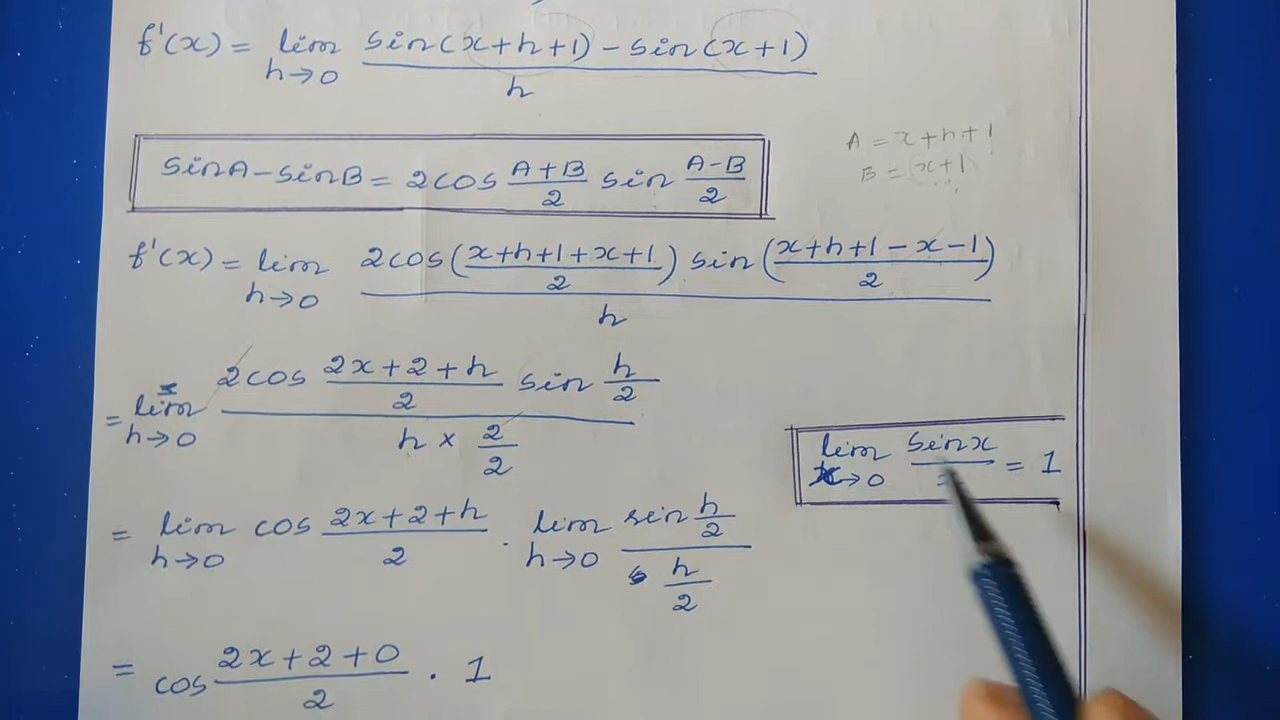 f'(x) = lim h→0 sin(x+h+1) - sin(x+1) / h
sinA - sinB = 2cos A+B/2 sin A-B/2
A = x+h+1
B = x+1
f'(x) = lim h→0 2cos(x+h+1+x+1 / 2) sin(x+h+1-x-1 / 2) / h
= lim h→0 2cos 2x+2+h / 2 sin h/2 / h × 2/2
lim x→0 sinx / = 1
= lim h→0 cos 2x+2+h / 2 . lim h→0 sin h/2 / h/2
= cos 2x+2+0 / 2 . 1